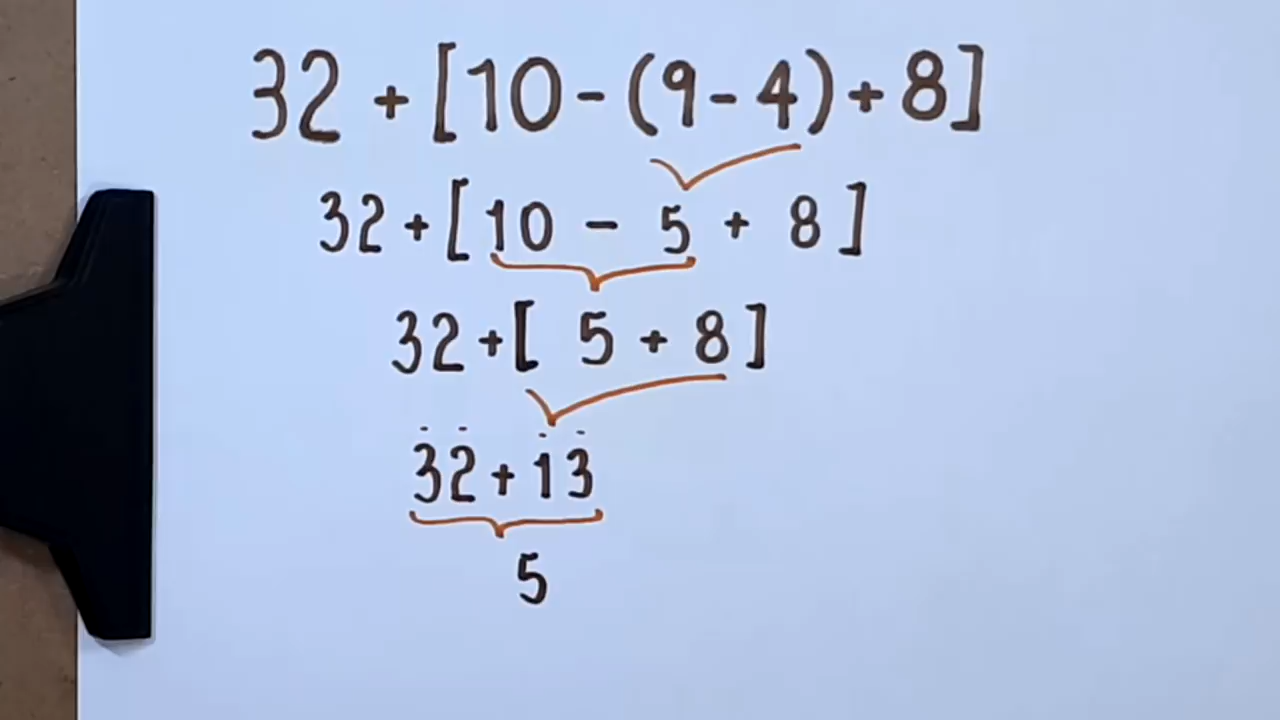 32 + [10 - (9 - 4) + 8]
32 + [10 - 5 + 8]
32 + [5 + 8]
32 + 13
5